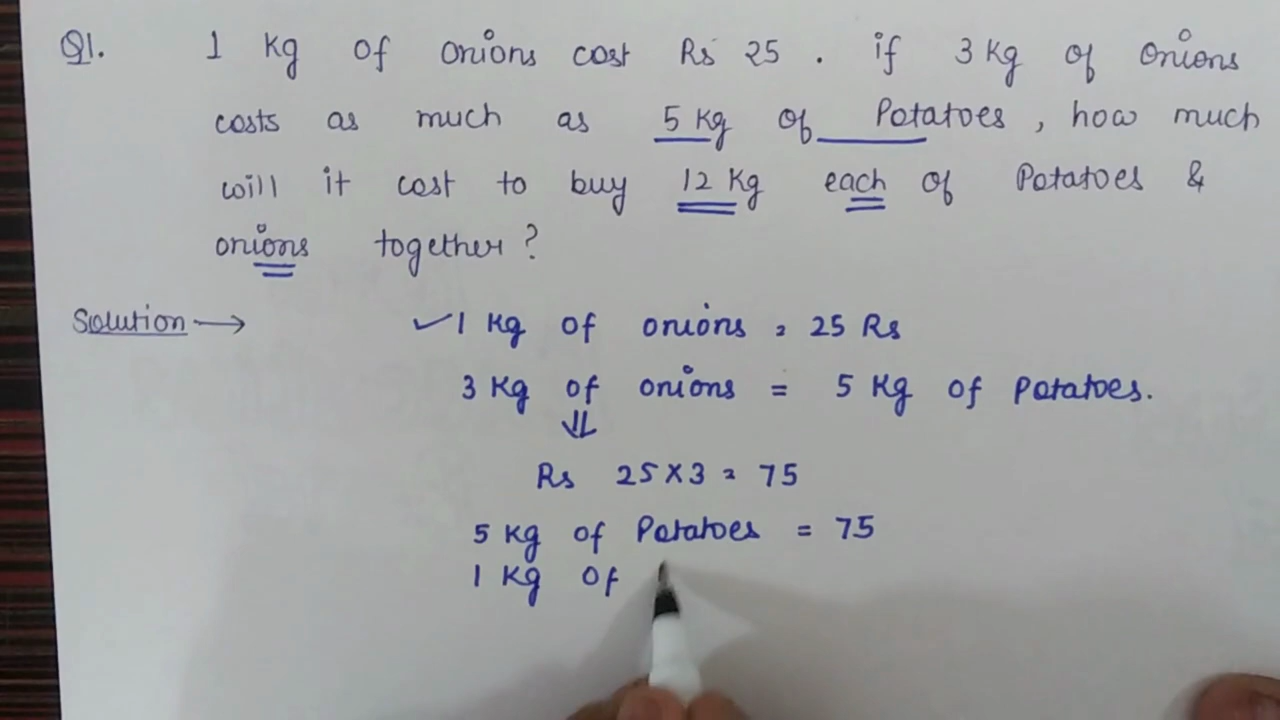 Q1. 1 Kg of onions cost Rs 25 . if 3 Kg of onions
costs as much as 5 Kg of Potatoes , how much
will it cost to buy 12 Kg each of Potatoes &
onions together ?
Solution → ✓1 Kg of onions = 25 Rs
3 Kg of onions = 5 Kg of Potatoes.
⇓
Rs 25 x 3 = 75
5 Kg of Potatoes = 75
1 Kg of